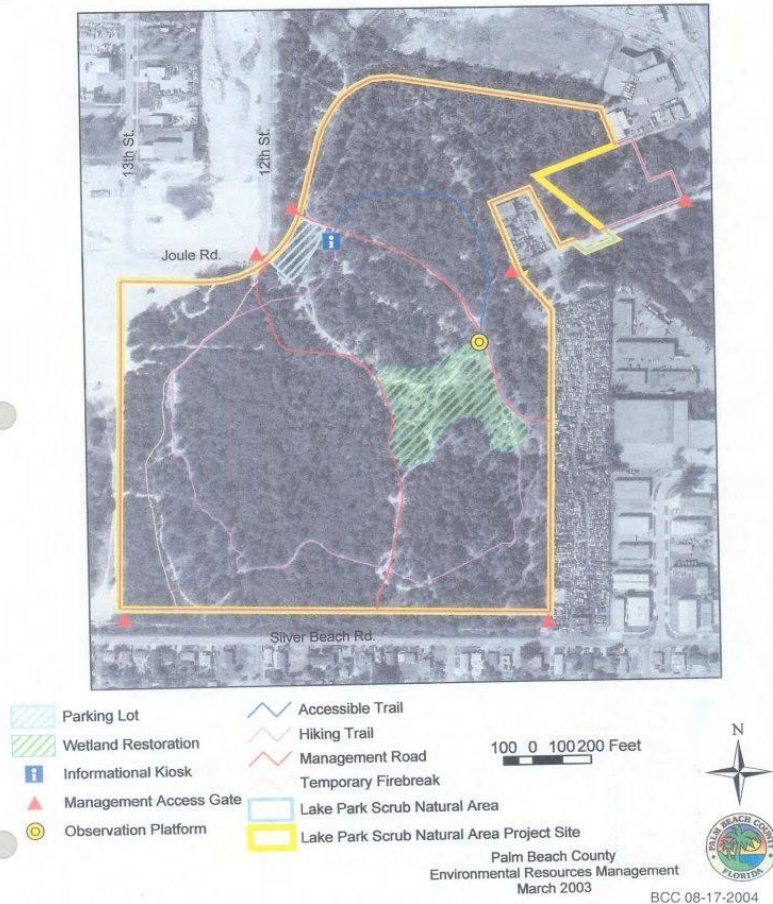 13th St.
12th St.
Joule Rd.
Silver Beach Rd.
Parking Lot
Wetland Restoration
i Informational Kiosk
Management Access Gate
Observation Platform
Accessible Trail
Hiking Trail
Management Road
Temporary Firebreak
Lake Park Scrub Natural Area
Lake Park Scrub Natural Area Project Site
100 0 100 200 Feet
N
Palm Beach County
Environmental Resources Management
March 2003
PALM BEACH COUNTY
FLORIDA
BCC 08-17-2004